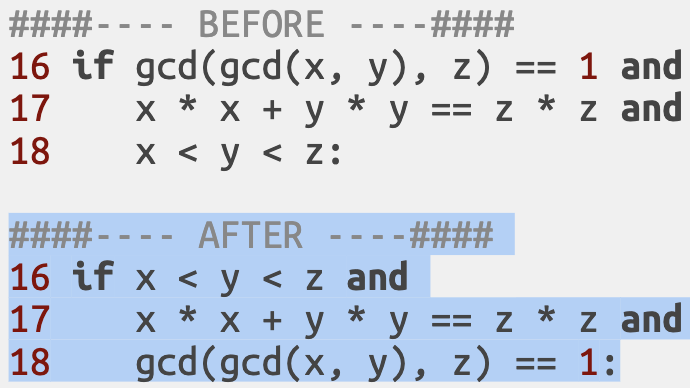 ####---- BEFORE ----####
16 if gcd(gcd(x, y), z) == 1 and
17    x * x + y * y == z * z and
18    x < y < z:
####---- AFTER ----####
16 if x < y < z and
17    x * x + y * y == z * z and
18    gcd(gcd(x, y), z) == 1: